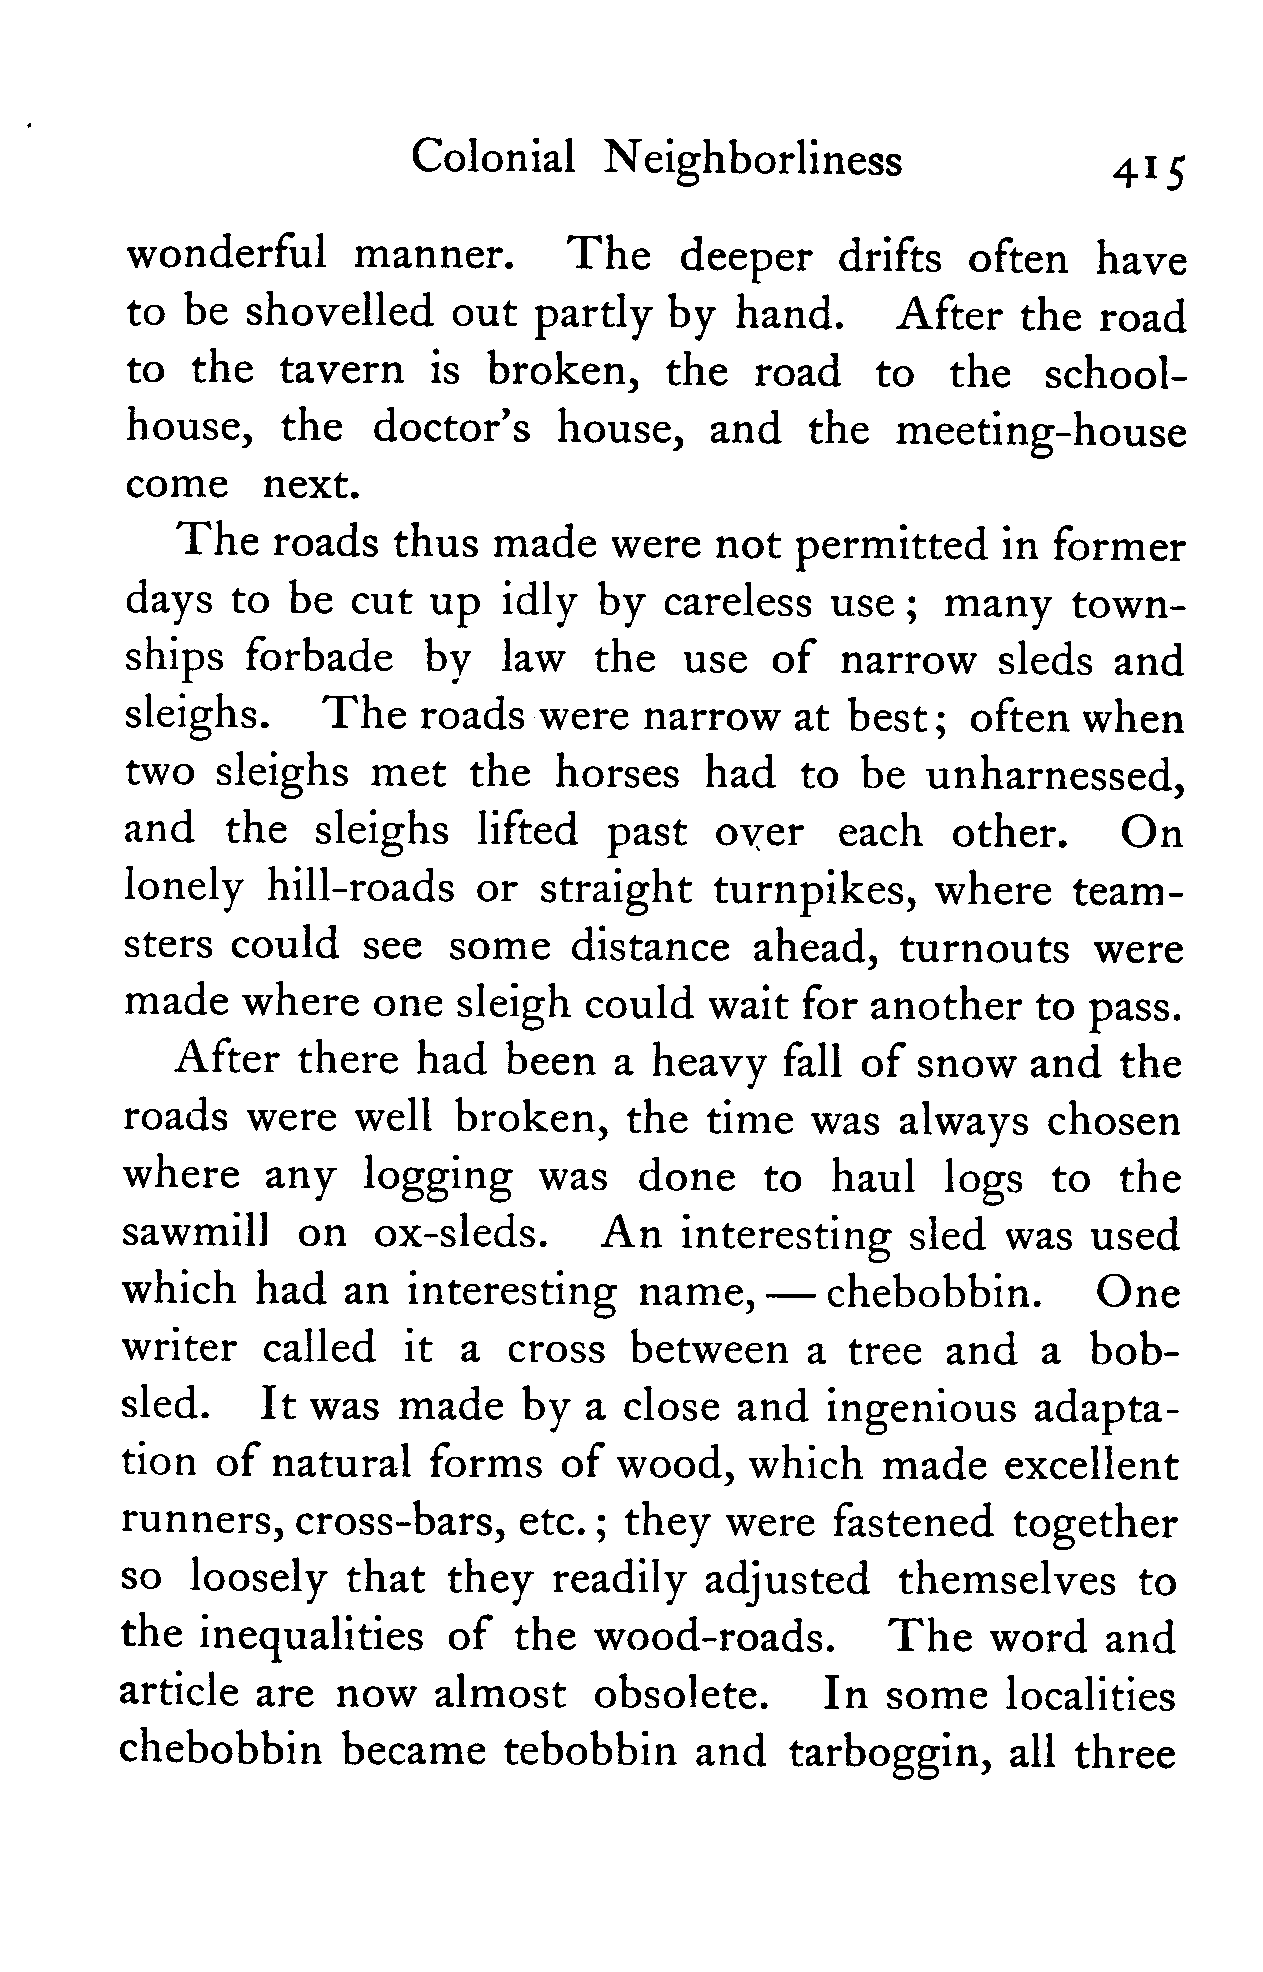 Colonial Neighborliness 415
wonderful manner. The deeper drifts often have
to be shovelled out partly by hand. After the road
to the tavern is broken, the road to the school-
house, the doctor's house, and the meeting-house
come next.
The roads thus made were not permitted in former
days to be cut up idly by careless use; many town-
ships forbade by law the use of narrow sleds and
sleighs. The roads were narrow at best; often when
two sleighs met the horses had to be unharnessed,
and the sleighs lifted past over each other. On
lonely hill-roads or straight turnpikes, where team-
sters could see some distance ahead, turnouts were
made where one sleigh could wait for another to pass.
After there had been a heavy fall of snow and the
roads were well broken, the time was always chosen
where any logging was done to haul logs to the
sawmill on ox-sleds. An interesting sled was used
which had an interesting name, — chebobbin. One
writer called it a cross between a tree and a bob-
sled. It was made by a close and ingenious adapta-
tion of natural forms of wood, which made excellent
runners, cross-bars, etc.; they were fastened together
so loosely that they readily adjusted themselves to
the inequalities of the wood-roads. The word and
article are now almost obsolete. In some localities
chebobbin became tebobbin and tarboggin, all three